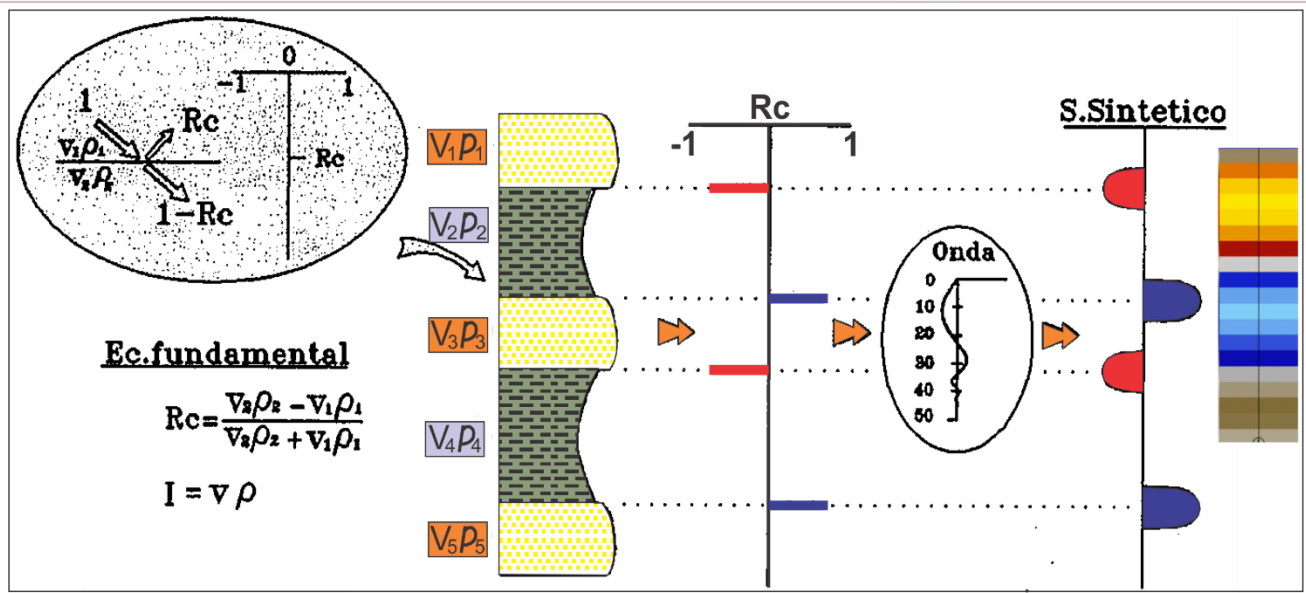 0
-1 1
1
Rc
V₁ρ₁
V₂ρ₂
Rc
1-Rc
Ec.fundamental
Rc= V₂ρ₂ - V₁ρ₁
V₂ρ₂ + V₁ρ₁
I = v ρ
V₁ρ₁
V₂ρ₂
V₃ρ₃
V₄ρ₄
V₅ρ₅
Rc
-1 1
Onda
0
10
20
30
40
50
S.Sintetico